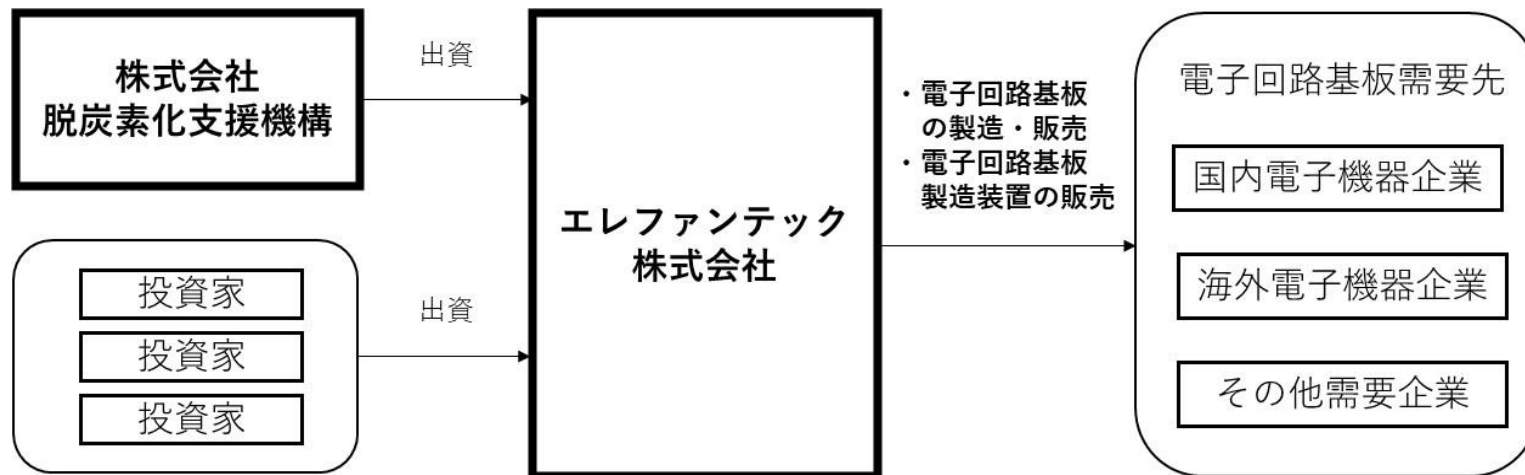 株式会社
脱炭素化支援機構
出資
投資家
投資家
投資家
出資
エレファンテック
株式会社
・電子回路基板
の製造・販売
・電子回路基板
製造装置の販売
電子回路基板需要先
国内電子機器企業
海外電子機器企業
その他需要企業